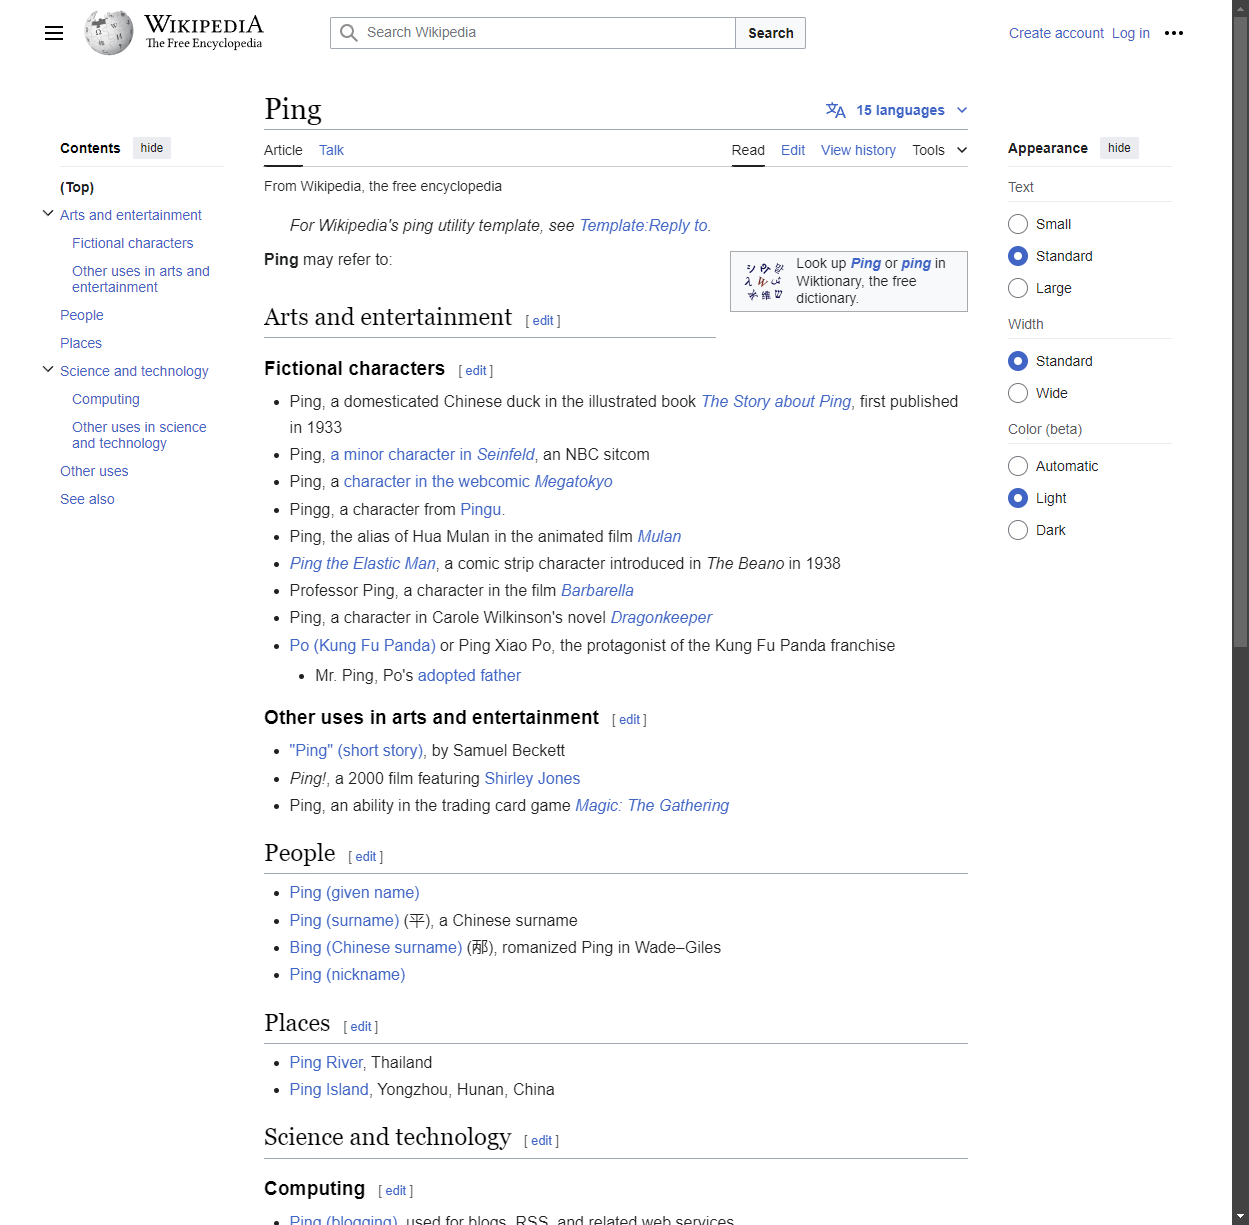 WIKIPEDIA
The Free Encyclopedia
Search Wikipedia
Search
Create account Log in
Ping
15 languages
Contents hide
(Top)
Arts and entertainment
Fictional characters
Other uses in arts and
entertainment
People
Places
Science and technology
Computing
Other uses in science
and technology
Other uses
See also
Article Talk
Read Edit View history Tools
From Wikipedia, the free encyclopedia
For Wikipedia's ping utility template, see Template:Reply to.
Ping may refer to:
Look up Ping or ping in
Wiktionary, the free
dictionary.
Arts and entertainment [ edit ]
Fictional characters [ edit ]
Ping, a domesticated Chinese duck in the illustrated book The Story about Ping, first published
in 1933
Ping, a minor character in Seinfeld, an NBC sitcom
Ping, a character in the webcomic Megatokyo
Pingg, a character from Pingu.
Ping, the alias of Hua Mulan in the animated film Mulan
Ping the Elastic Man, a comic strip character introduced in The Beano in 1938
Professor Ping, a character in the film Barbarella
Ping, a character in Carole Wilkinson's novel Dragonkeeper
Po (Kung Fu Panda) or Ping Xiao Po, the protagonist of the Kung Fu Panda franchise
Mr. Ping, Po's adopted father
Other uses in arts and entertainment [ edit ]
"Ping" (short story), by Samuel Beckett
Ping!, a 2000 film featuring Shirley Jones
Ping, an ability in the trading card game Magic: The Gathering
People [ edit ]
Ping (given name)
Ping (surname) (平), a Chinese surname
Bing (Chinese surname) (邴), romanized Ping in Wade–Giles
Ping (nickname)
Places [ edit ]
Ping River, Thailand
Ping Island, Yongzhou, Hunan, China
Science and technology [ edit ]
Computing [ edit ]
Ping (blogging), used for blogs, RSS, and related web services
Appearance hide
Text
Small
Standard
Large
Width
Standard
Wide
Color (beta)
Automatic
Light
Dark